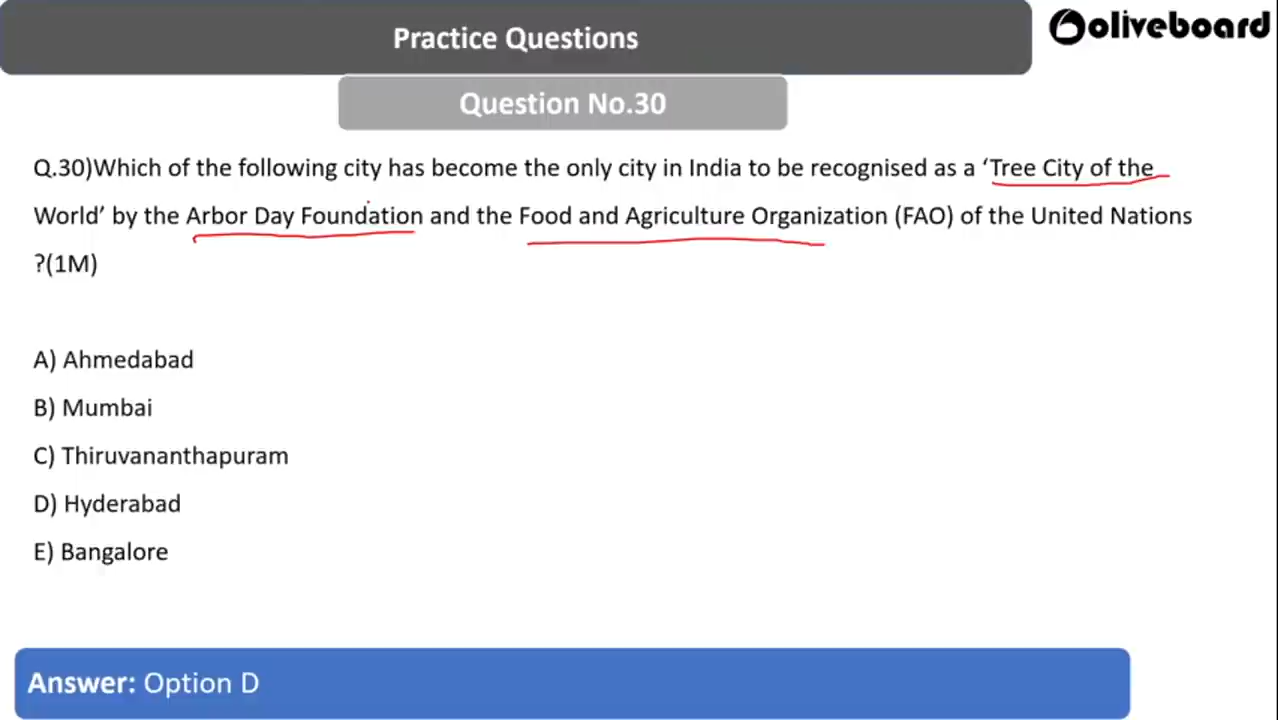 Practice Questions
oliveboard
Question No.30
Q.30)Which of the following city has become the only city in India to be recognised as a ‘Tree City of the
World’ by the Arbor Day Foundation and the Food and Agriculture Organization (FAO) of the United Nations
?(1M)
A) Ahmedabad
B) Mumbai
C) Thiruvananthapuram
D) Hyderabad
E) Bangalore
Answer: Option D